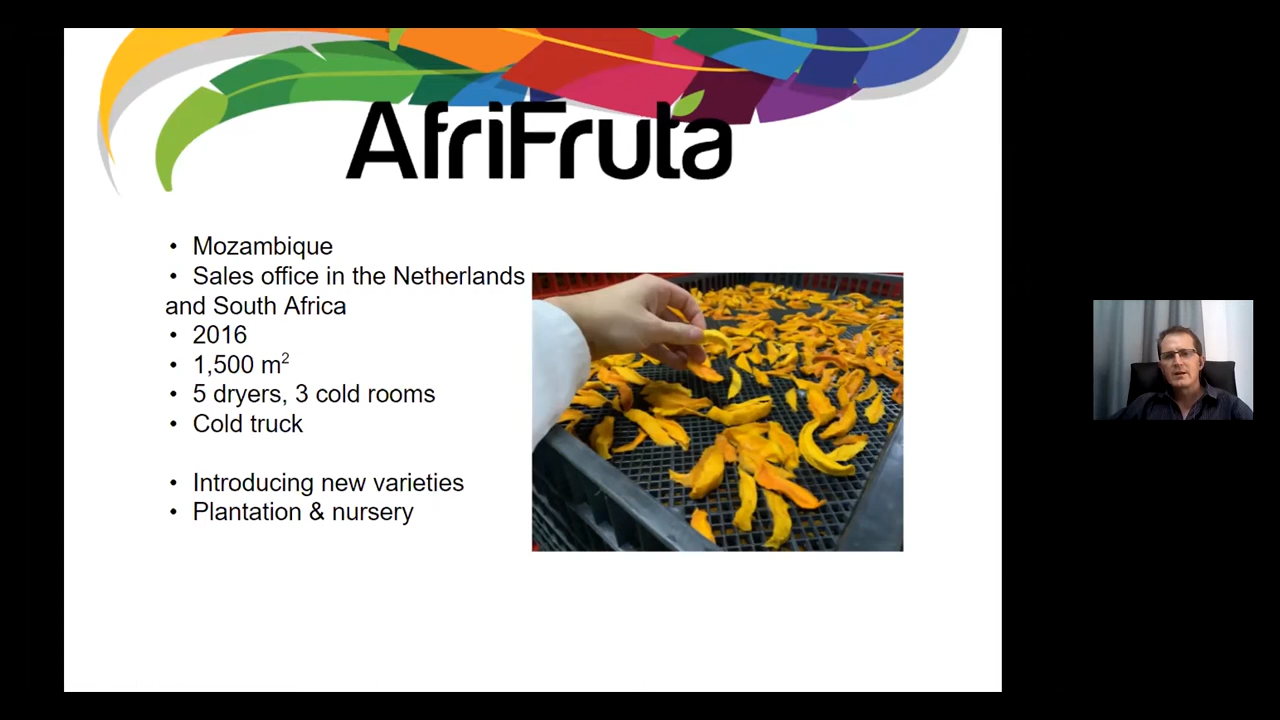 AfriFruta
• Mozambique
• Sales office in the Netherlands
and South Africa
• 2016
• 1,500 m²
• 5 dryers, 3 cold rooms
• Cold truck
• Introducing new varieties
• Plantation & nursery